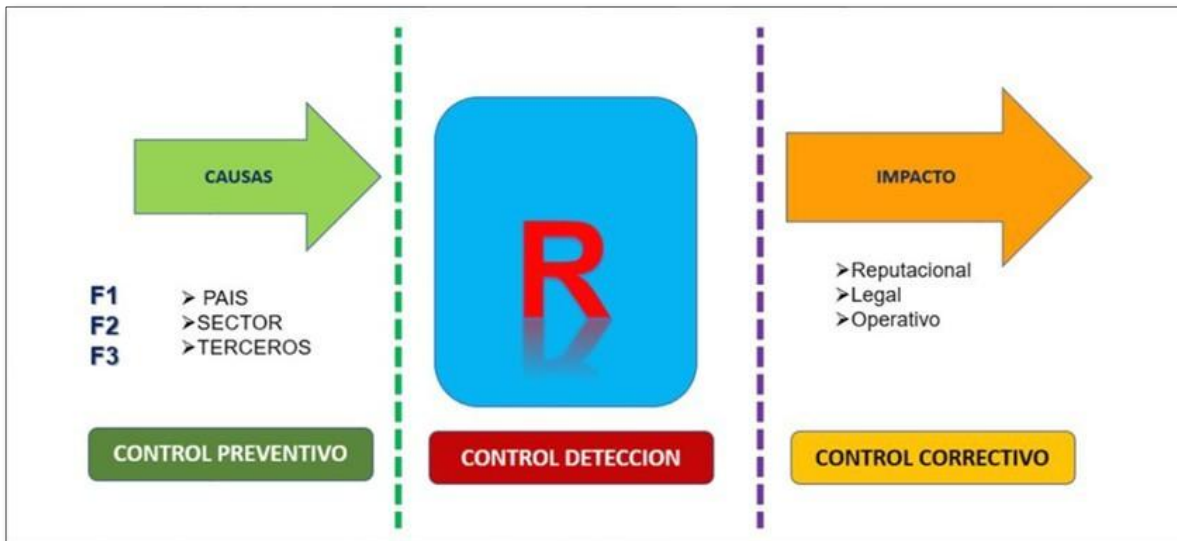 CAUSAS
F1 ➤ PAIS
F2 ➤SECTOR
F3 ➤TERCEROS
CONTROL PREVENTIVO
R
CONTROL DETECCION
IMPACTO
➤Reputacional
➤Legal
➤Operativo
CONTROL CORRECTIVO